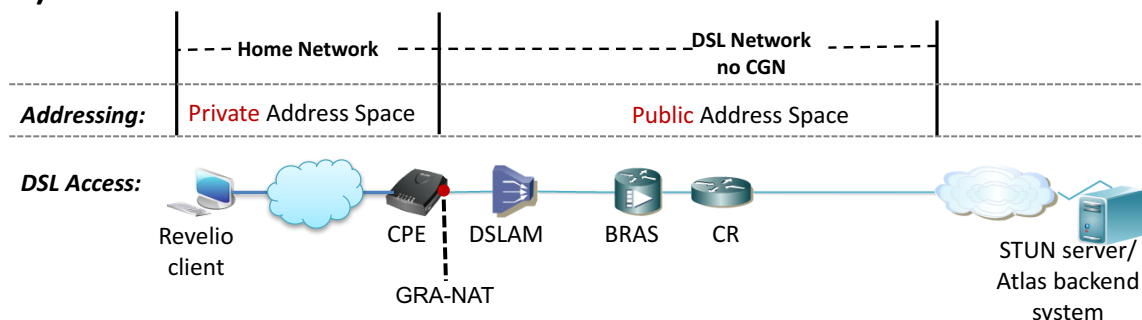 Home Network
DSL Network
no CGN
Addressing:
Private Address Space
Public Address Space
DSL Access:
Revelio
client
CPE
DSLAM
BRAS
CR
STUN server/
Atlas backend
system
GRA-NAT